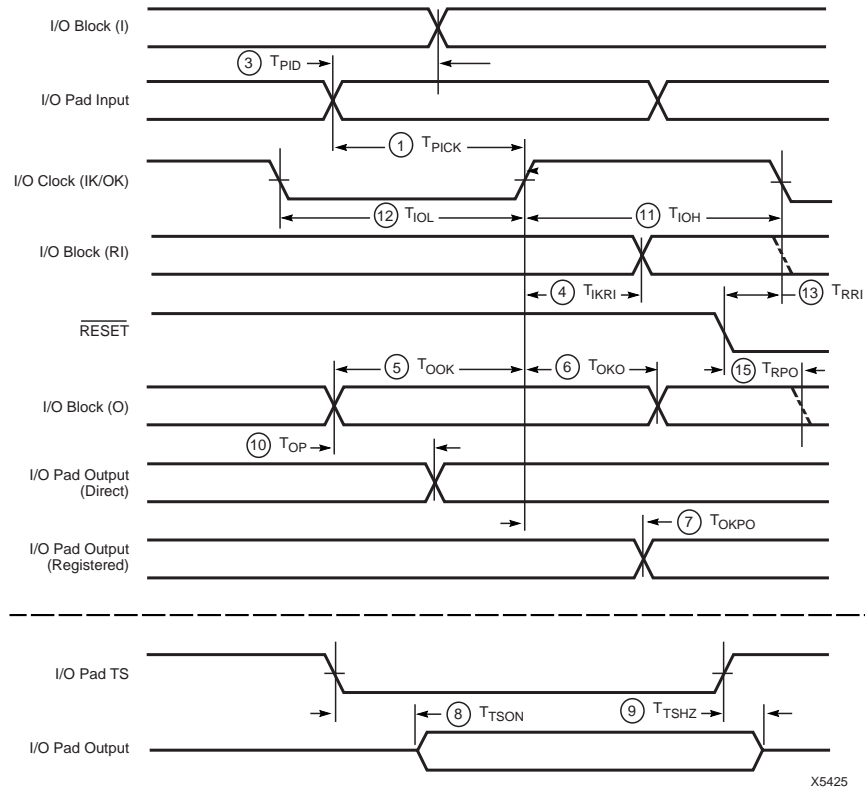 I/O Block (I)
3 TPID
I/O Pad Input
1 TPICK
I/O Clock (IK/OK)
12 TIOL
11 TIOH
I/O Block (RI)
4 TIKRI
13 TRRI
RESET
5 TOOK
6 TOKO
15 TRPO
I/O Block (O)
10 TOP
I/O Pad Output
(Direct)
7 TOKPO
I/O Pad Output
(Registered)
I/O Pad TS
8 TTSON
9 TTSHZ
I/O Pad Output
X5425